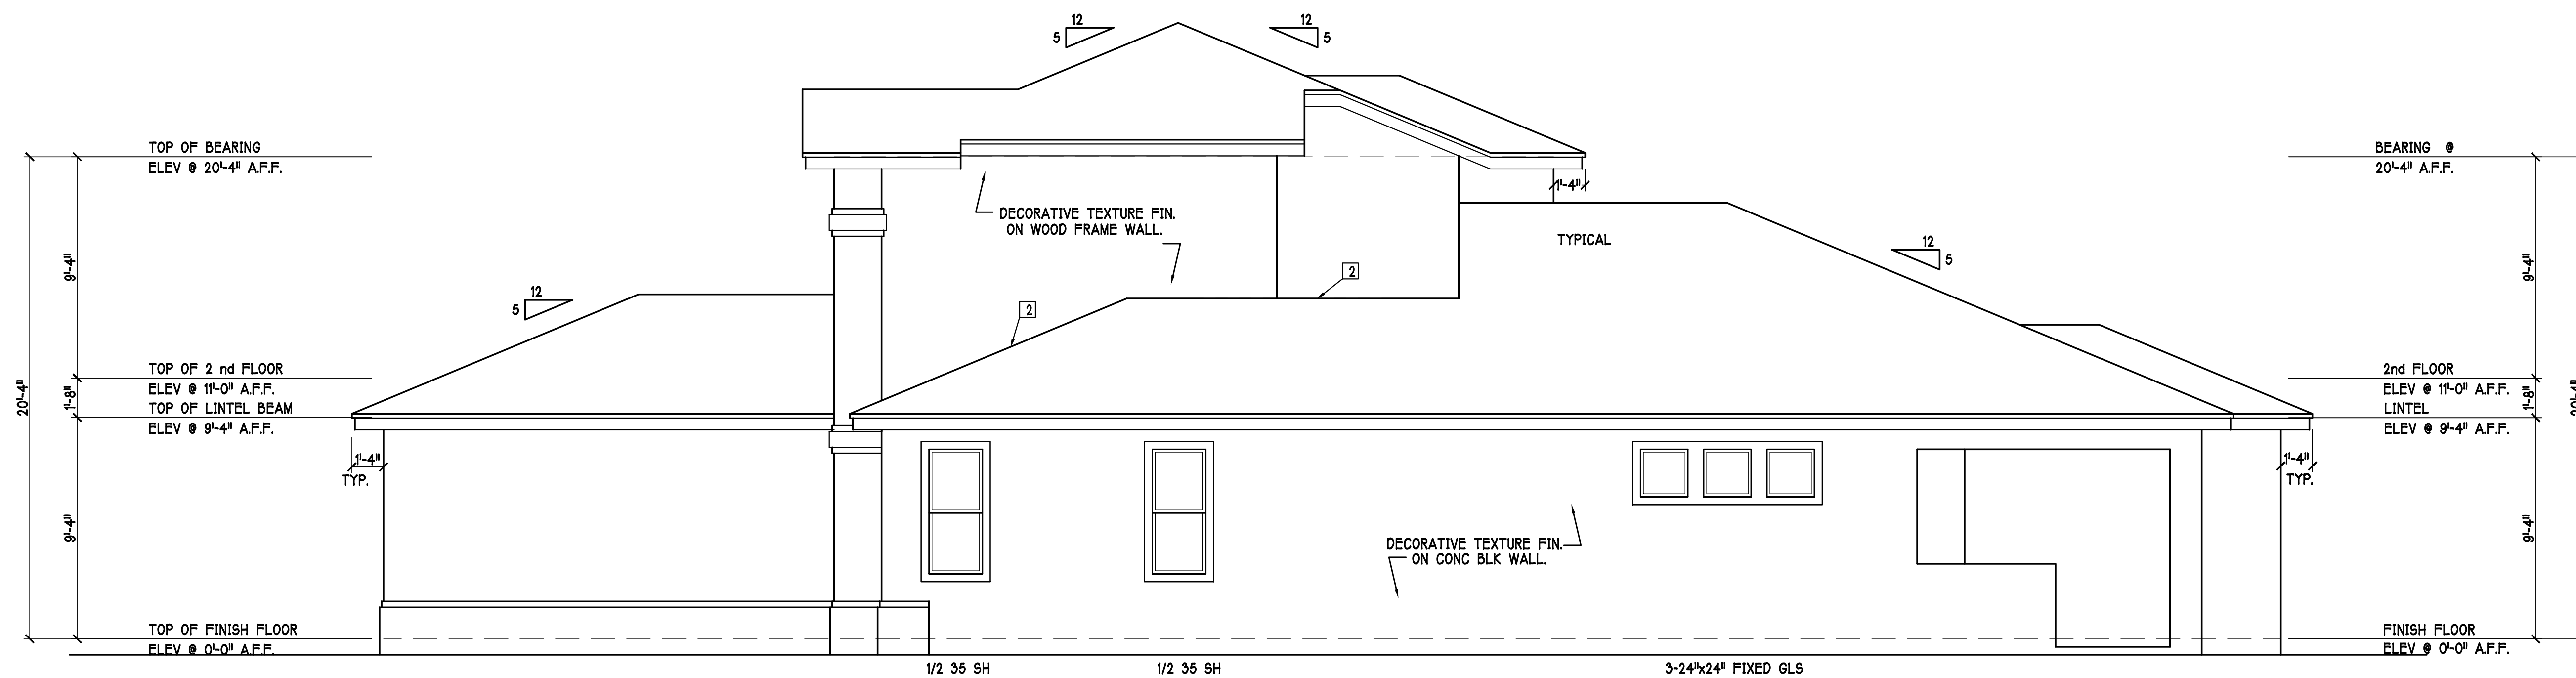 12
5
12
5
TOP OF BEARING
ELEV @ 20'-4" A.F.F.
BEARING @
20'-4" A.F.F.
1'-4"
DECORATIVE TEXTURE FIN.
ON WOOD FRAME WALL.
TYPICAL
12
5
9'-4"
9'-4"
2
12
5
2
TOP OF 2 nd FLOOR
ELEV @ 11'-0" A.F.F.
TOP OF LINTEL BEAM
ELEV @ 9'-4" A.F.F.
20'-4"
1'-8"
2nd FLOOR
ELEV @ 11'-0" A.F.F.
LINTEL
ELEV @ 9'-4" A.F.F.
1'-8"
20'-4"
1'-4"
TYP.
1'-4"
TYP.
9'-4"
9'-4"
DECORATIVE TEXTURE FIN.
ON CONC BLK WALL.
TOP OF FINISH FLOOR
ELEV @ 0'-0" A.F.F.
FINISH FLOOR
ELEV @ 0'-0" A.F.F.
1/2 35 SH
1/2 35 SH
3-24"x24" FIXED GLS